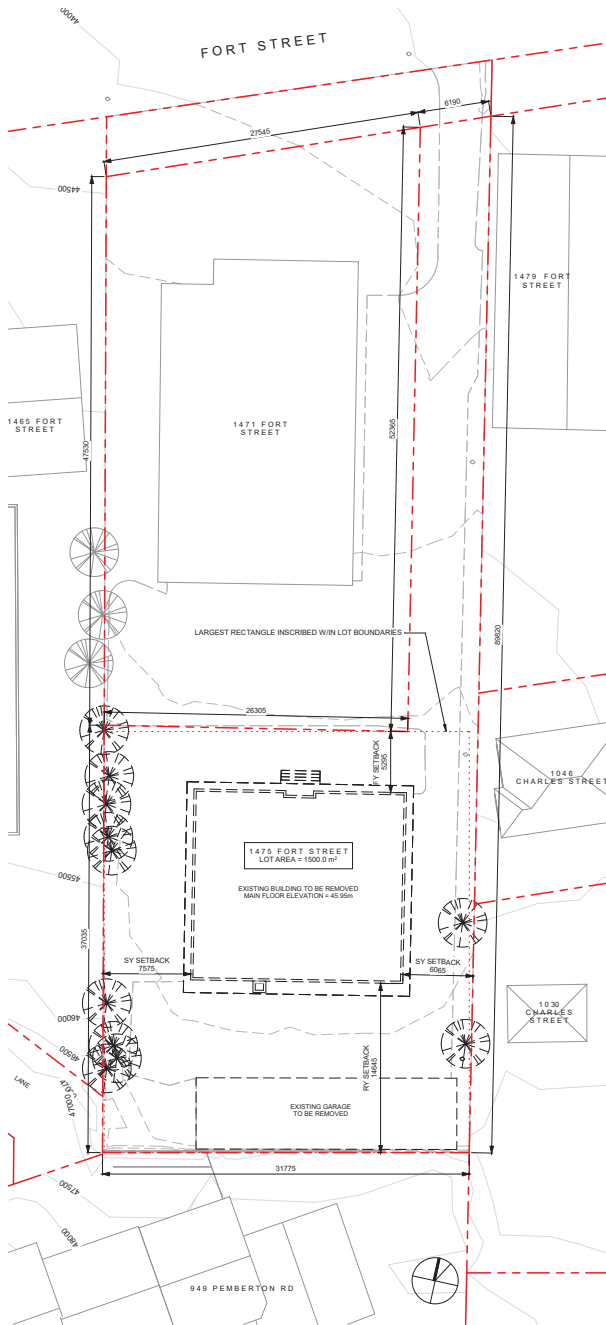 44000
FORT STREET
6190
27545
44500
1479 FORT
STREET
1465 FORT
STREET
1471 FORT
STREET
47530
52365
89820
LARGEST RECTANGLE INSCRIBED W/IN LOT BOUNDARIES
26305
FY SETBACK
5295
1046
CHARLES STREET
1475 FORT STREET
LOT AREA = 1500.0 m²
EXISTING BUILDING TO BE REMOVED
MAIN FLOOR ELEVATION = 45.95m
45500
37035
SY SETBACK
7575
SY SETBACK
6065
1030
CHARLES
STREET
46000
46500
LANE
47000
RY SETBACK
14645
EXISTING GARAGE
TO BE REMOVED
31775
47500
48000
949 PEMBERTON RD